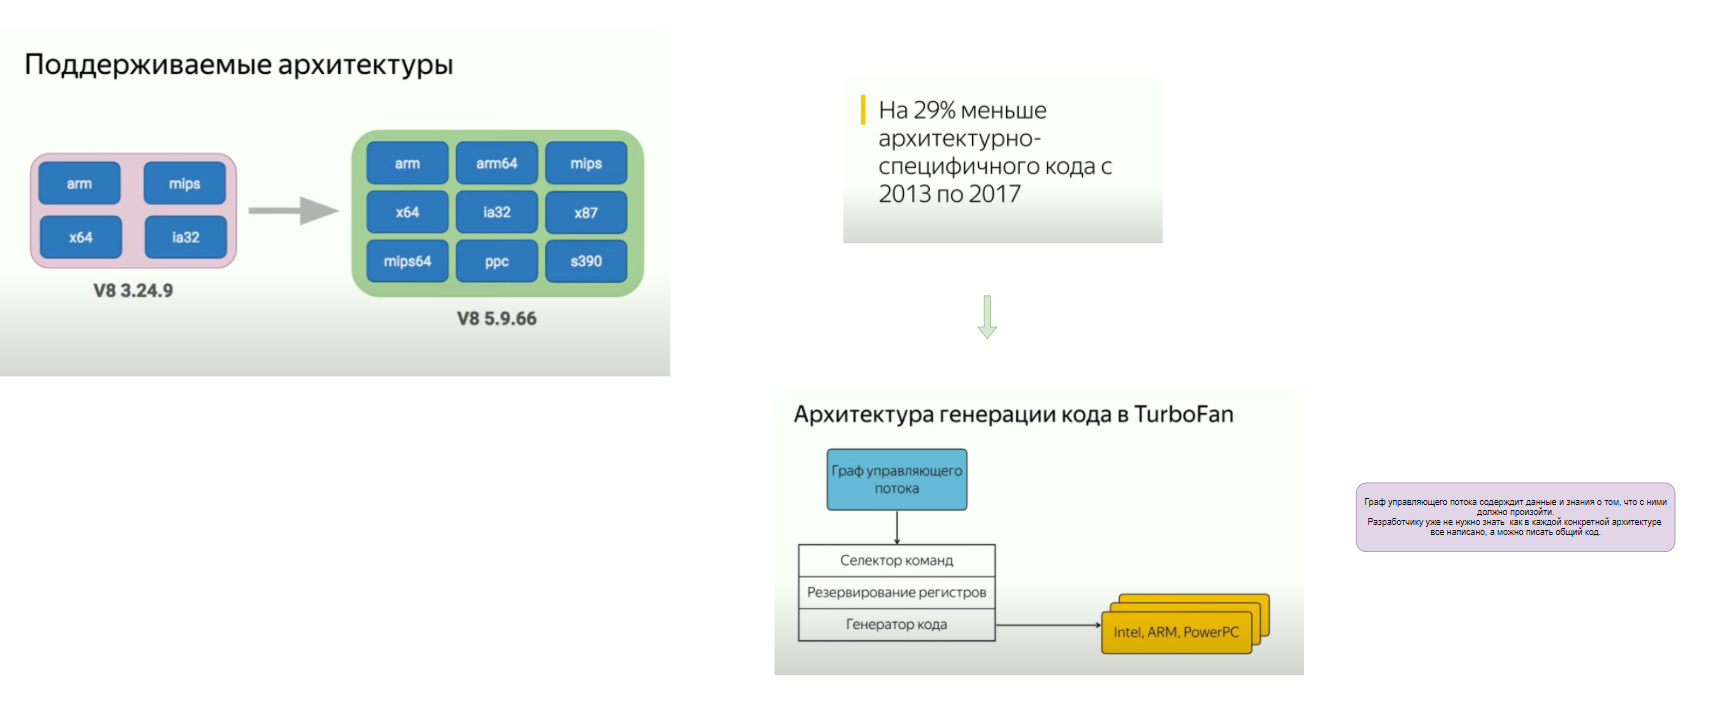 Поддерживаемые архитектуры
arm
mips
x64
ia32
V8 3.24.9
arm
arm64
mips
x64
ia32
x87
mips64
ppc
s390
V8 5.9.66
На 29% меньше
архитектурно-
специфичного кода с
2013 по 2017
Архитектура генерации кода в TurboFan
Граф управляющего
потока
Селектор команд
Резервирование регистров
Генератор кода
Intel, ARM, PowerPC
Граф управляющего потока содерждит данные и знания о том, что с ними
должно произойти.
Разработчику уже не нужно знать как в каждой конкретной архитектуре
все написано, а можно писать общий код.